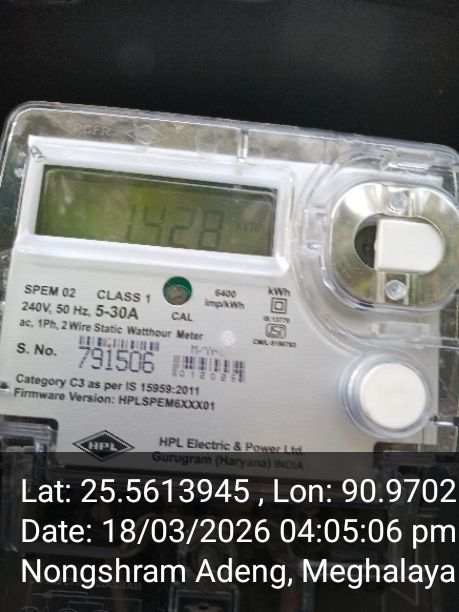 1428 kWh
SPEM 02 CLASS 1 6400 imp/kWh kWh
240V, 50 Hz, 5-30A CAL IS 13779
ac, 1Ph, 2 Wire Static Watthour Meter
S. No. 791506 M/YR
Category C3 as per IS 15959:2011
Firmware Version: HPLSPEM6XXX01
HPL
HPL Electric & Power Ltd.
Gurugram (Haryana) INDIA
Lat: 25.5613945 , Lon: 90.9702
Date: 18/03/2026 04:05:06 pm
Nongshram Adeng, Meghalaya